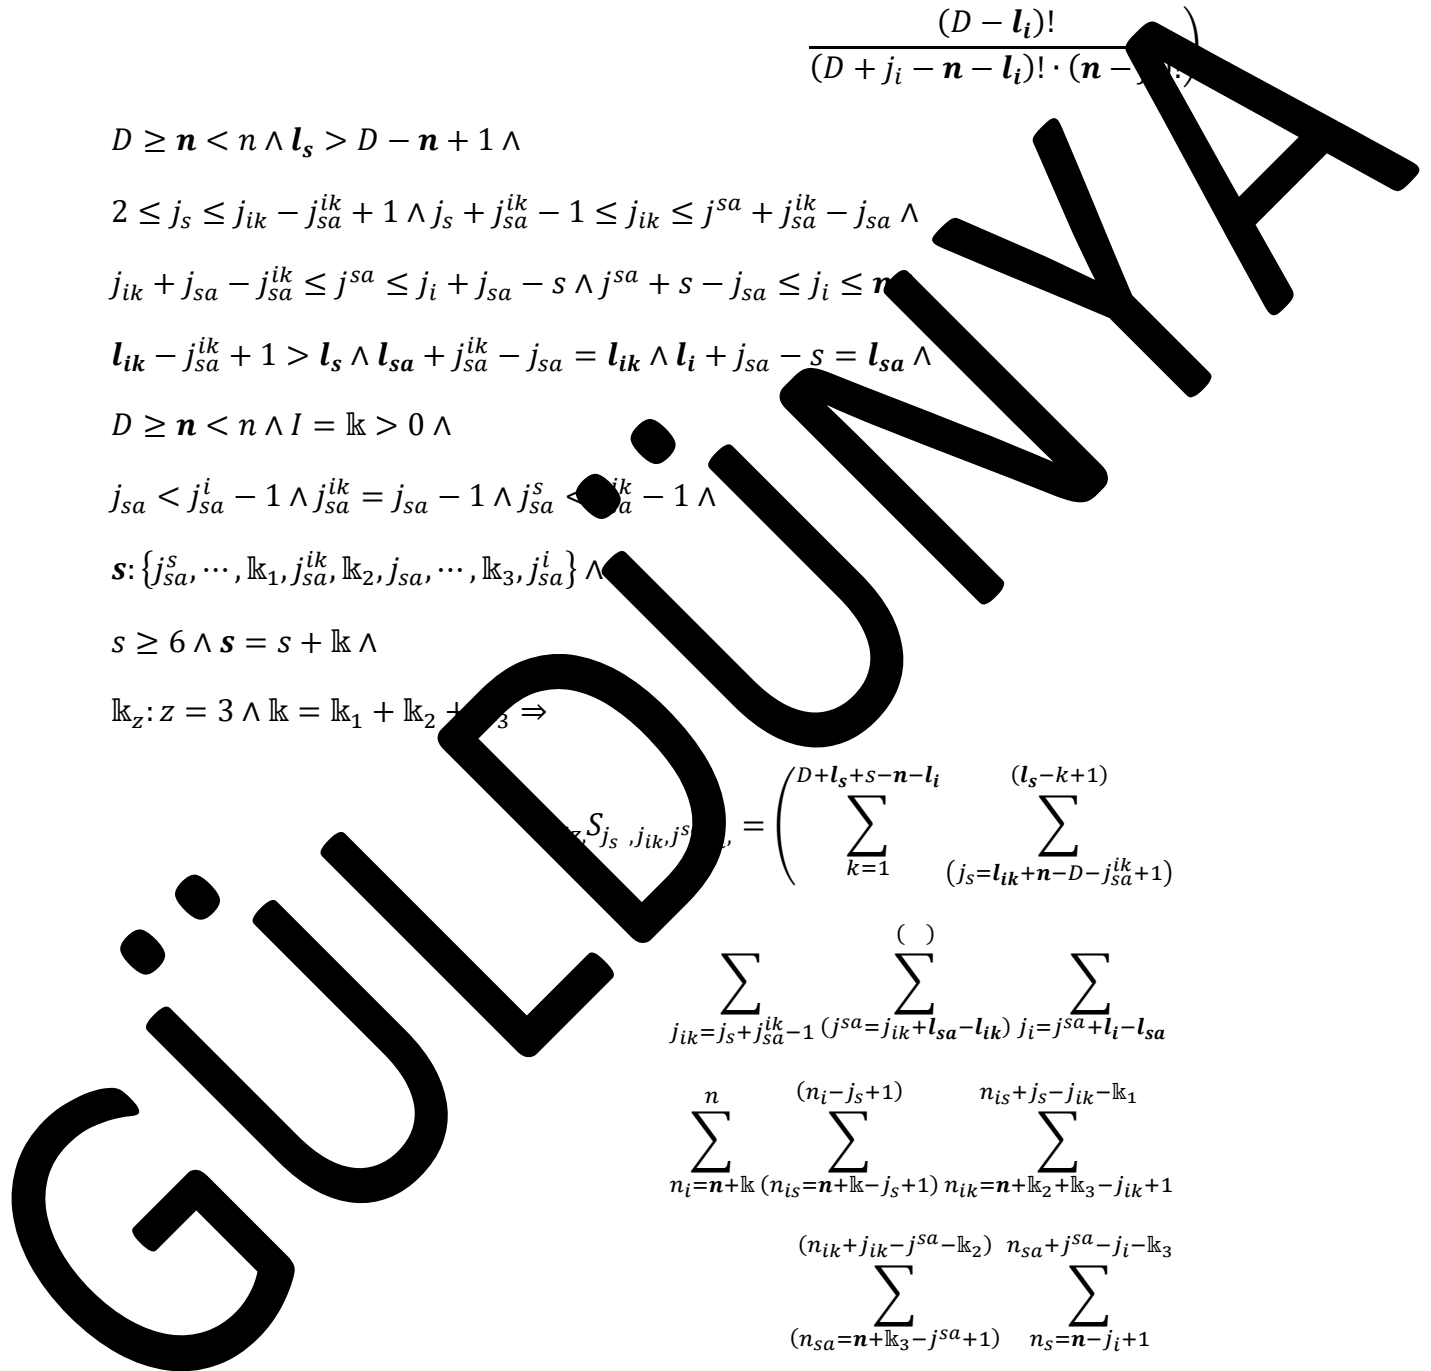 (D − l_i)!
(D + j_i − n − l_i)! · (n −
D ≥ n < n ∧ l_s > D − n + 1 ∧
2 ≤ j_s ≤ j_ik − j_sa^ik + 1 ∧ j_s + j_sa^ik − 1 ≤ j_ik ≤ j^sa + j_sa^ik − j_sa ∧
j_ik + j_sa − j_sa^ik ≤ j^sa ≤ j_i + j_sa − s ∧ j^sa + s − j_sa ≤ j_i ≤ n
l_ik − j_sa^ik + 1 > l_s ∧ l_sa + j_sa^ik − j_sa = l_ik ∧ l_i + j_sa − s = l_sa ∧
D ≥ n < n ∧ I = 𝕜 > 0 ∧
j_sa < j_sa^i − 1 ∧ j_sa^ik = j_sa − 1 ∧ j_sa^s < − 1 ∧
s: {j_sa^s, ⋯, 𝕜_1, j_sa^ik, 𝕜_2, j_sa, ⋯, 𝕜_3, j_sa^i} ∧
s ≥ 6 ∧ s = s + 𝕜 ∧
𝕜_z: z = 3 ∧ 𝕜 = 𝕜_1 + 𝕜_2 + 3 ⇒
D+l_s+s−n−l_i (l_s−k+1)
S_j_s ,j_ik,j^s = ( ∑ ∑
k=1 (j_s=l_ik+n−D−j_sa^ik+1)
( )
∑ ∑ ∑
j_ik=j_s+j_sa^ik−1 (j^sa=j_ik+l_sa−l_ik) j_i=j^sa+l_i−l_sa
n (n_i−j_s+1) n_is+j_s−j_ik−𝕜_1
∑ ∑ ∑
n_i=n+𝕜 (n_is=n+𝕜−j_s+1) n_ik=n+𝕜_2+𝕜_3−j_ik+1
(n_ik+j_ik−j^sa−𝕜_2) n_sa+j^sa−j_i−𝕜_3
∑ ∑
(n_sa=n+𝕜_3−j^sa+1) n_s=n−j_i+1
GÜLDÜNYA